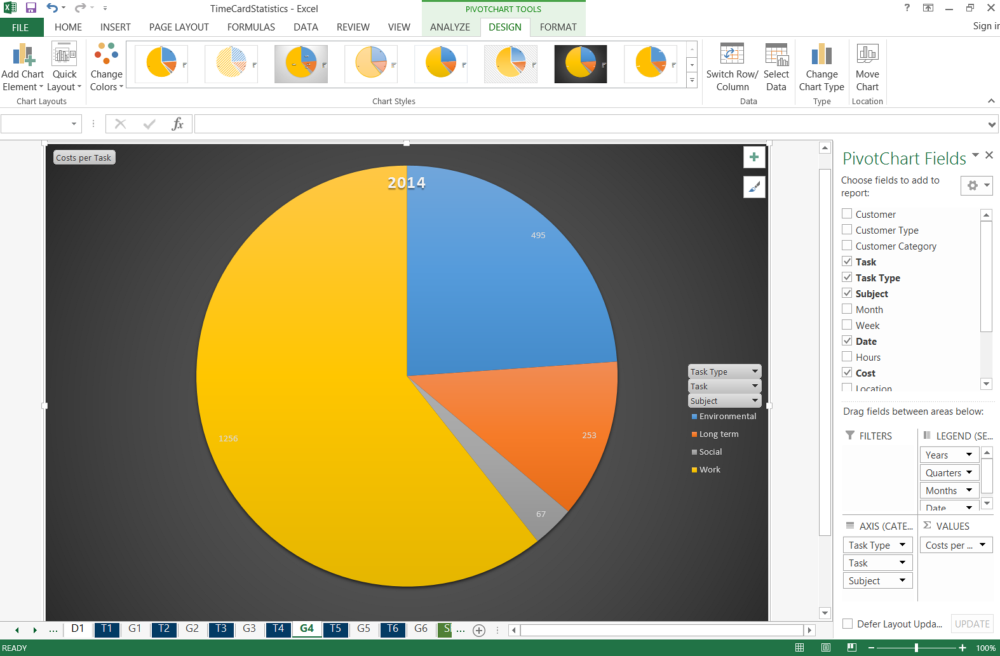 TimeCardStatistics - Excel
PIVOTCHART TOOLS
?
FILE
HOME
INSERT
PAGE LAYOUT
FORMULAS
DATA
REVIEW
VIEW
ANALYZE
DESIGN
FORMAT
Sign in
Add Chart
Element
Quick
Layout
Change
Colors
Switch Row/
Column
Select
Data
Change
Chart Type
Move
Chart
Chart Layouts
Chart Styles
Data
Type
Location
fx
Costs per Task
2014
495
253
67
1256
Task Type
Task
Subject
Environmental
Long term
Social
Work
PivotChart Fields
Choose fields to add to
report:
Customer
Customer Type
Customer Category
Task
Task Type
Subject
Month
Week
Date
Hours
Cost
Location
Drag fields between areas below:
FILTERS
LEGEND (SE...
Years
Quarters
Months
Date
AXIS (CATE...
Task Type
Task
Subject
Σ VALUES
Costs per ...
Defer Layout Upda...
UPDATE
... D1 T1 G1 T2 G2 T3 G3 T4 G4 T5 G5 T6 G6 ...
READY
100%